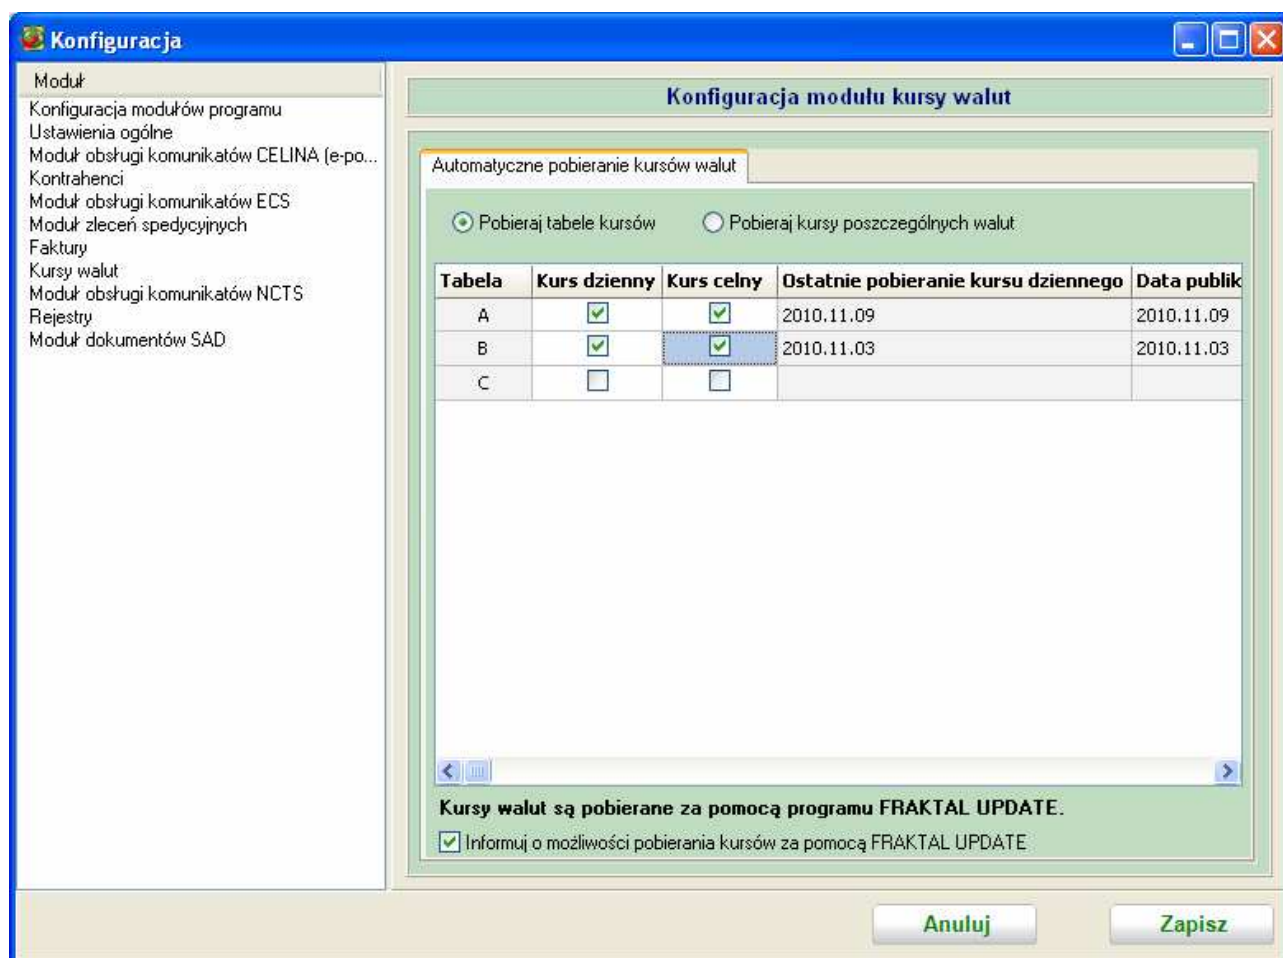 Konfiguracja
Moduł
Konfiguracja modułów programu
Ustawienia ogólne
Moduł obsługi komunikatów CELINA (e-po...
Kontrahenci
Moduł obsługi komunikatów ECS
Moduł zleceń spedycyjnych
Faktury
Kursy walut
Moduł obsługi komunikatów NCTS
Rejestry
Moduł dokumentów SAD
Konfiguracja modułu kursy walut
Automatyczne pobieranie kursów walut
Pobieraj tabele kursów Pobieraj kursy poszczególnych walut
Tabela Kurs dzienny Kurs celny Ostatnie pobieranie kursu dziennego Data publik
A 2010.11.09 2010.11.09
B 2010.11.03 2010.11.03
C
Kursy walut są pobierane za pomocą programu FRAKTAL UPDATE.
Informuj o możliwości pobierania kursów za pomocą FRAKTAL UPDATE
Anuluj Zapisz